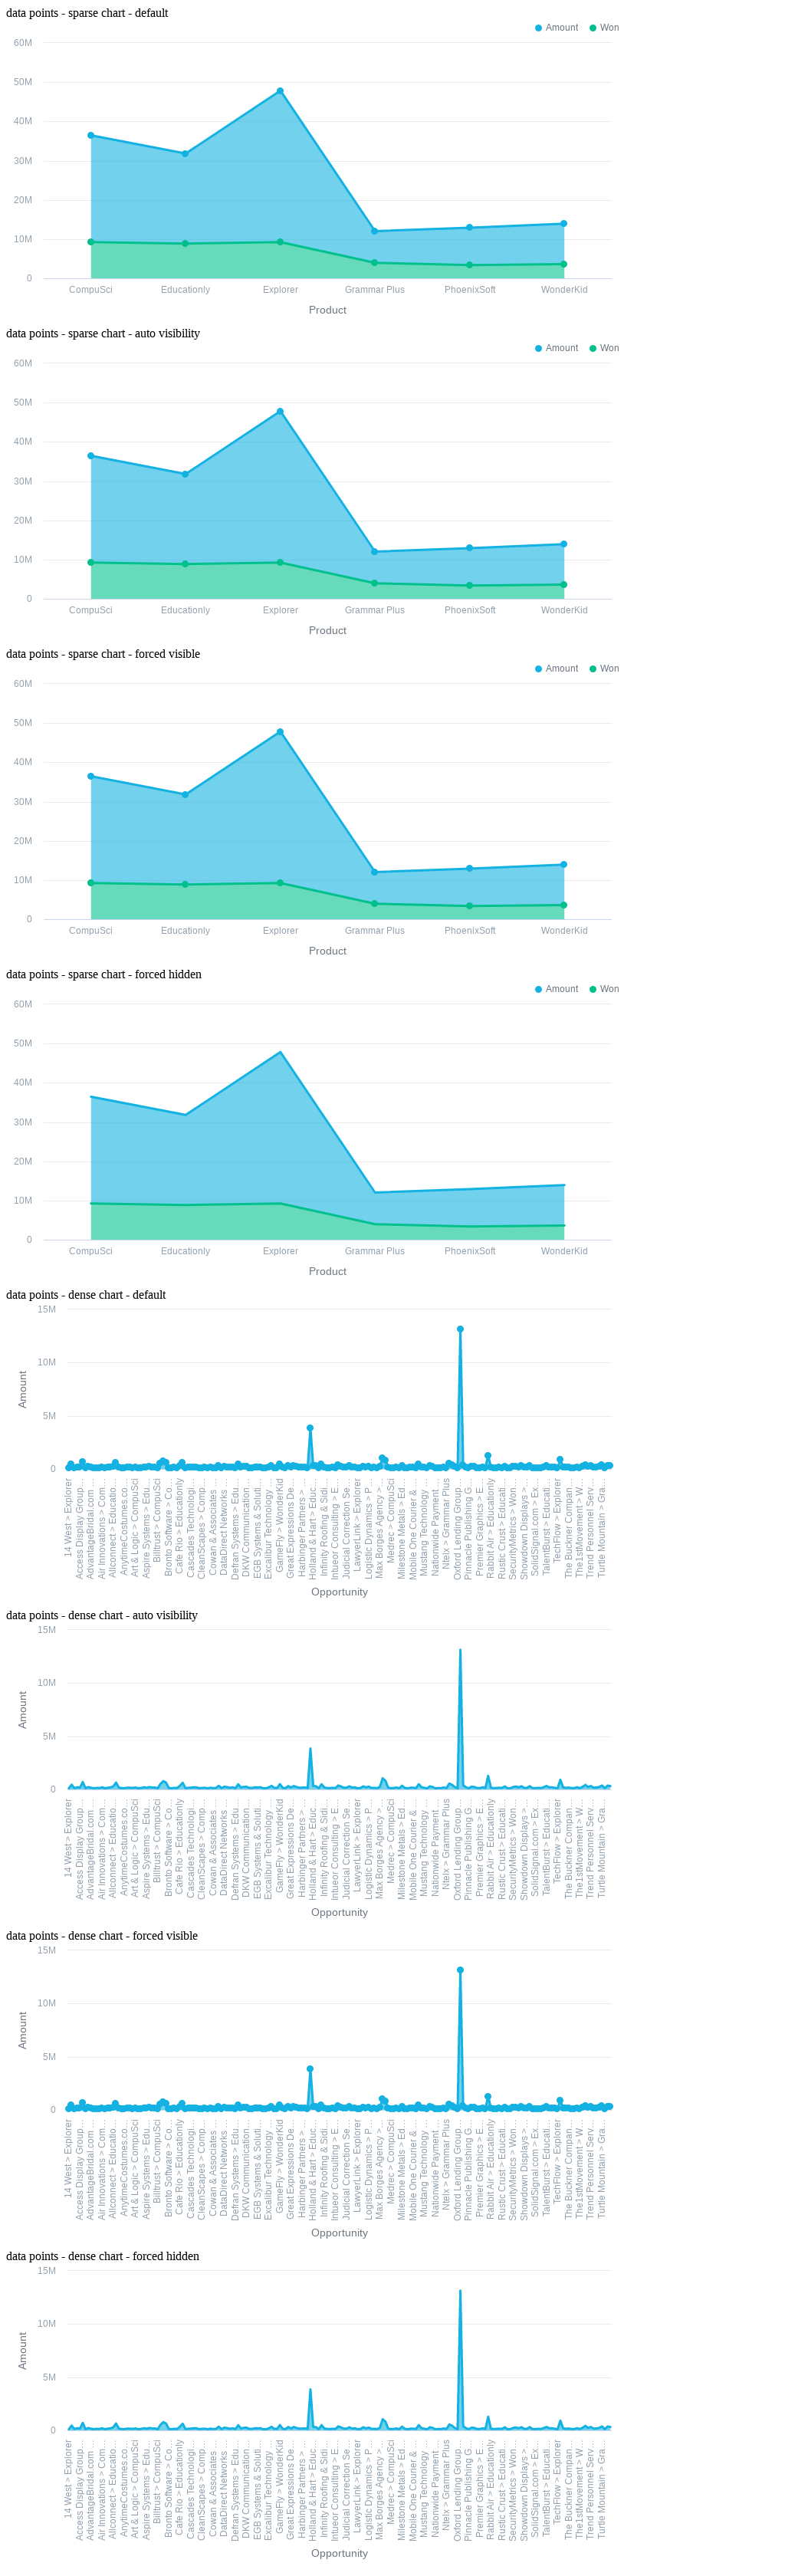 data points - sparse chart - default
Amount Won
60M
50M
40M
30M
20M
10M
0
CompuSci Educationly Explorer Grammar Plus PhoenixSoft WonderKid
Product
data points - sparse chart - auto visibility
Amount Won
60M
50M
40M
30M
20M
10M
0
CompuSci Educationly Explorer Grammar Plus PhoenixSoft WonderKid
Product
data points - sparse chart - forced visible
Amount Won
60M
50M
40M
30M
20M
10M
0
CompuSci Educationly Explorer Grammar Plus PhoenixSoft WonderKid
Product
data points - sparse chart - forced hidden
Amount Won
60M
50M
40M
30M
20M
10M
0
CompuSci Educationly Explorer Grammar Plus PhoenixSoft WonderKid
Product
data points - dense chart - default
15M
10M
5M
0
Amount
14 West > Explorer
Access Display Group…
AdvantageBridal.com …
Air Innovations > Com…
Allconnect > Educatio…
AnytimeCostumes.co…
Art & Logic > CompuSci
Aspire Systems > Edu…
Billtrust > CompuSci
Bronto Software > Co…
Cafe Rio > Educationly
Cascades Technologi…
CleanScapes > Comp…
Cowan & Associates …
DataDirect Networks …
Defran Systems > Edu…
DKW Communication…
EGB Systems & Soluti…
Excalibur Technology …
GameFly > WonderKid
Great Expressions De…
Harbinger Partners > …
Holland & Hart > Educ…
Infinity Roofing & Sidi…
Intueor Consulting > E…
Judicial Correction Se…
LawyerLink > Explorer
Logistic Dynamics > P…
Max Borges Agency >…
Medrec > CompuSci
Milestone Metals > Ed…
Mobile One Courier & …
Mustang Technology …
Nationwide Payment …
Ntelx > Grammar Plus
Oxford Lending Group…
Pinnacle Publishing G…
Premier Graphics > E…
Rabbit Air > Educationly
Rustic Crust > Educati…
SecurityMetrics > Won…
Showdown Displays >…
SolidSignal.com > Ex…
TalentBurst > Educati…
TechFlow > Explorer
The Buckner Compan…
The1stMovement > W…
Trend Personnel Serv…
Turtle Mountain > Gra…
Opportunity
data points - dense chart - auto visibility
15M
10M
5M
0
Amount
14 West > Explorer
Access Display Group…
AdvantageBridal.com …
Air Innovations > Com…
Allconnect > Educatio…
AnytimeCostumes.co…
Art & Logic > CompuSci
Aspire Systems > Edu…
Billtrust > CompuSci
Bronto Software > Co…
Cafe Rio > Educationly
Cascades Technologi…
CleanScapes > Comp…
Cowan & Associates …
DataDirect Networks …
Defran Systems > Edu…
DKW Communication…
EGB Systems & Soluti…
Excalibur Technology …
GameFly > WonderKid
Great Expressions De…
Harbinger Partners > …
Holland & Hart > Educ…
Infinity Roofing & Sidi…
Intueor Consulting > E…
Judicial Correction Se…
LawyerLink > Explorer
Logistic Dynamics > P…
Max Borges Agency >…
Medrec > CompuSci
Milestone Metals > Ed…
Mobile One Courier & …
Mustang Technology …
Nationwide Payment …
Ntelx > Grammar Plus
Oxford Lending Group…
Pinnacle Publishing G…
Premier Graphics > E…
Rabbit Air > Educationly
Rustic Crust > Educati…
SecurityMetrics > Won…
Showdown Displays >…
SolidSignal.com > Ex…
TalentBurst > Educati…
TechFlow > Explorer
The Buckner Compan…
The1stMovement > W…
Trend Personnel Serv…
Turtle Mountain > Gra…
Opportunity
data points - dense chart - forced visible
15M
10M
5M
0
Amount
14 West > Explorer
Access Display Group…
AdvantageBridal.com …
Air Innovations > Com…
Allconnect > Educatio…
AnytimeCostumes.co…
Art & Logic > CompuSci
Aspire Systems > Edu…
Billtrust > CompuSci
Bronto Software > Co…
Cafe Rio > Educationly
Cascades Technologi…
CleanScapes > Comp…
Cowan & Associates …
DataDirect Networks …
Defran Systems > Edu…
DKW Communication…
EGB Systems & Soluti…
Excalibur Technology …
GameFly > WonderKid
Great Expressions De…
Harbinger Partners > …
Holland & Hart > Educ…
Infinity Roofing & Sidi…
Intueor Consulting > E…
Judicial Correction Se…
LawyerLink > Explorer
Logistic Dynamics > P…
Max Borges Agency >…
Medrec > CompuSci
Milestone Metals > Ed…
Mobile One Courier & …
Mustang Technology …
Nationwide Payment …
Ntelx > Grammar Plus
Oxford Lending Group…
Pinnacle Publishing G…
Premier Graphics > E…
Rabbit Air > Educationly
Rustic Crust > Educati…
SecurityMetrics > Won…
Showdown Displays >…
SolidSignal.com > Ex…
TalentBurst > Educati…
TechFlow > Explorer
The Buckner Compan…
The1stMovement > W…
Trend Personnel Serv…
Turtle Mountain > Gra…
Opportunity
data points - dense chart - forced hidden
15M
10M
5M
0
Amount
14 West > Explorer
Access Display Group…
AdvantageBridal.com …
Air Innovations > Com…
Allconnect > Educatio…
AnytimeCostumes.co…
Art & Logic > CompuSci
Aspire Systems > Edu…
Billtrust > CompuSci
Bronto Software > Co…
Cafe Rio > Educationly
Cascades Technologi…
CleanScapes > Comp…
Cowan & Associates …
DataDirect Networks …
Defran Systems > Edu…
DKW Communication…
EGB Systems & Soluti…
Excalibur Technology …
GameFly > WonderKid
Great Expressions De…
Harbinger Partners > …
Holland & Hart > Educ…
Infinity Roofing & Sidi…
Intueor Consulting > E…
Judicial Correction Se…
LawyerLink > Explorer
Logistic Dynamics > P…
Max Borges Agency >…
Medrec > CompuSci
Milestone Metals > Ed…
Mobile One Courier & …
Mustang Technology …
Nationwide Payment …
Ntelx > Grammar Plus
Oxford Lending Group…
Pinnacle Publishing G…
Premier Graphics > E…
Rabbit Air > Educationly
Rustic Crust > Educati…
SecurityMetrics > Won…
Showdown Displays >…
SolidSignal.com > Ex…
TalentBurst > Educati…
TechFlow > Explorer
The Buckner Compan…
The1stMovement > W…
Trend Personnel Serv…
Turtle Mountain > Gra…
Opportunity